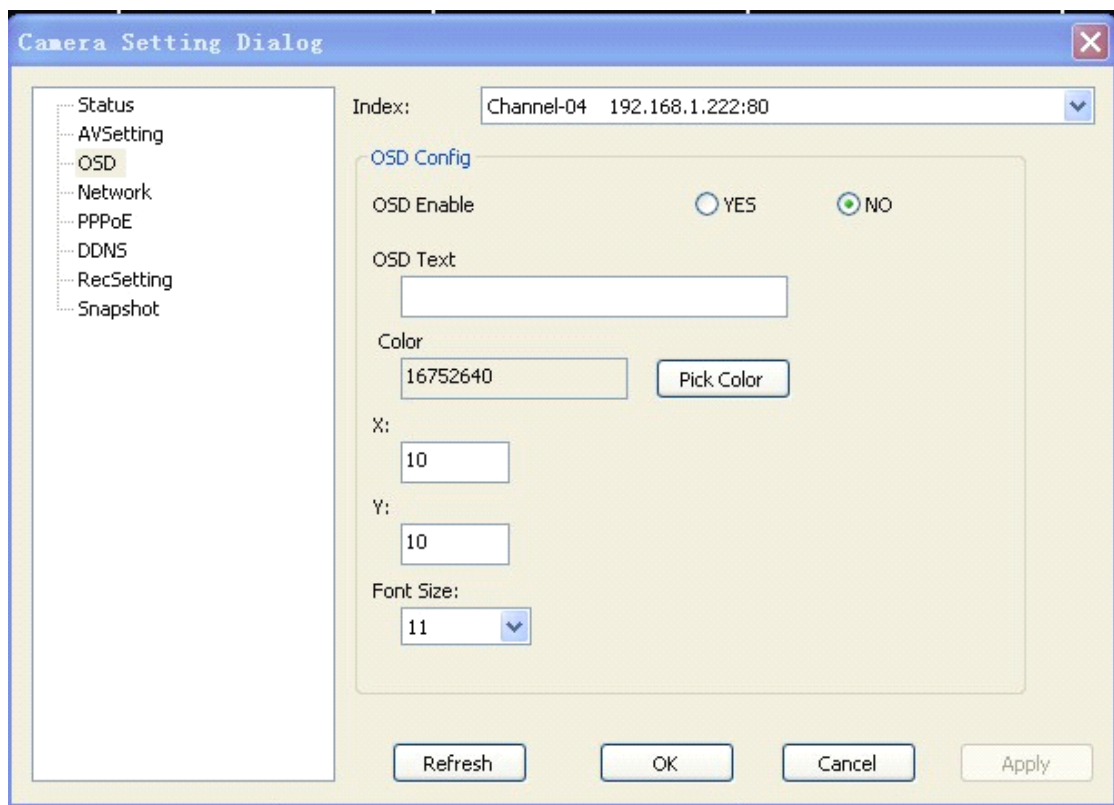 Camera Setting Dialog
Status
AVSetting
OSD
Network
PPPoE
DDNS
RecSetting
Snapshot
Index: Channel-04 192.168.1.222:80
OSD Config
OSD Enable YES NO
OSD Text
Color
16752640 Pick Color
X:
10
Y:
10
Font Size:
11
Refresh OK Cancel Apply